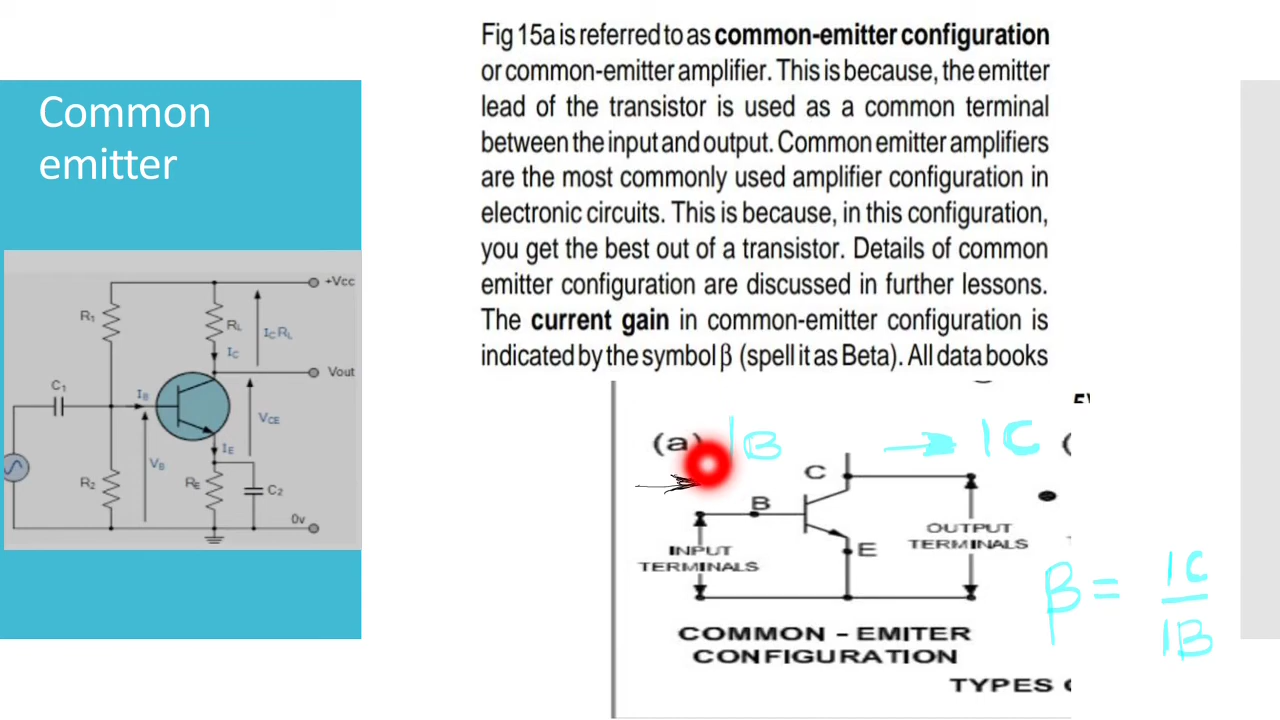 Common
emitter
Fig 15a is referred to as common-emitter configuration
or common-emitter amplifier. This is because, the emitter
lead of the transistor is used as a common terminal
between the input and output. Common emitter amplifiers
are the most commonly used amplifier configuration in
electronic circuits. This is because, in this configuration,
you get the best out of a transistor. Details of common
emitter configuration are discussed in further lessons.
The current gain in common-emitter configuration is
indicated by the symbol β (spell it as Beta). All data books
+Vcc
R1
RL
IC RL
IC
Vout
C1
IB
VCE
IE
VB
R2
RE
C2
0v
(a)
IB
IC
(
C
B
E
INPUT
TERMINALS
OUTPUT
TERMINALS
β = IC
IB
COMMON - EMITER
CONFIGURATION
TYPES